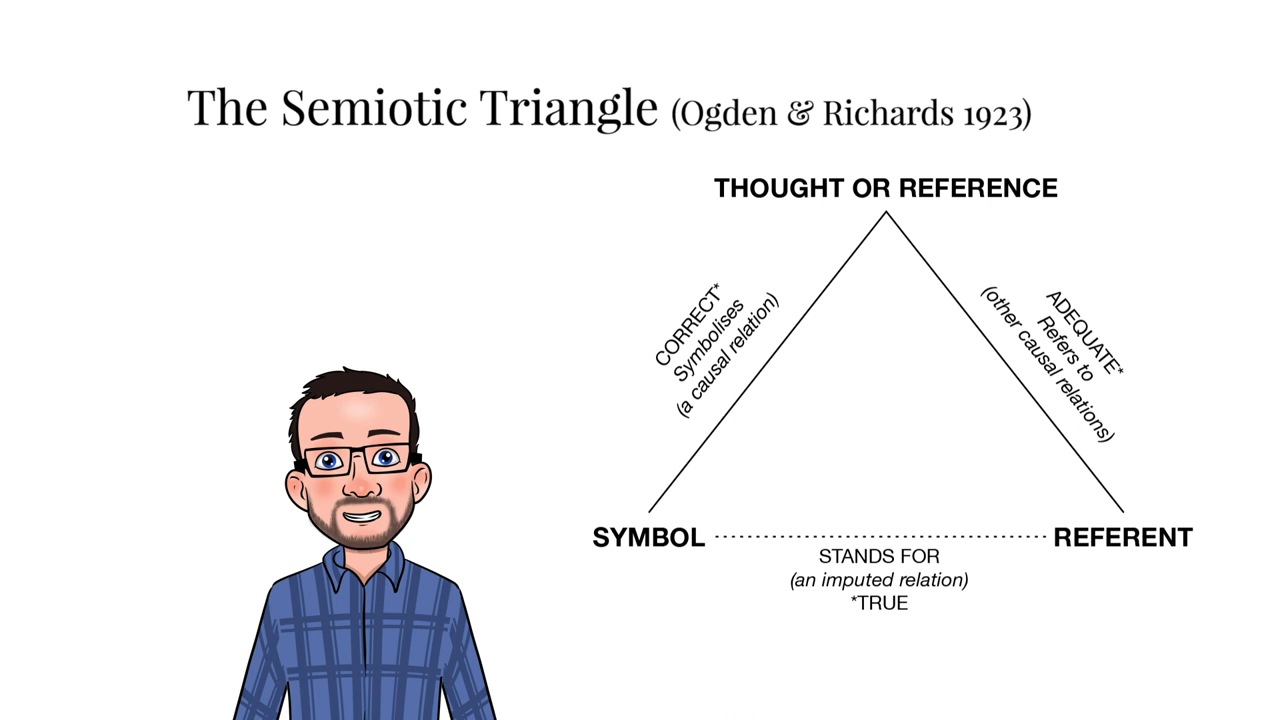 The Semiotic Triangle (Ogden & Richards 1923)
THOUGHT OR REFERENCE
CORRECT*
Symbolises
(a causal relation)
ADEQUATE*
Refers to
(other causal relations)
SYMBOL
REFERENT
STANDS FOR
(an imputed relation)
*TRUE